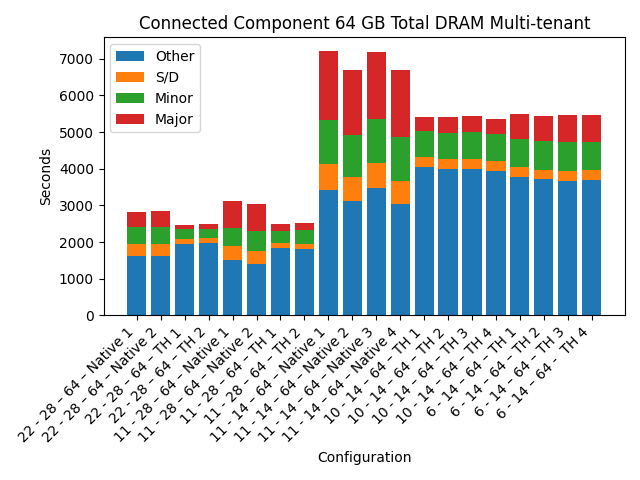 Connected Component 64 GB Total DRAM Multi-tenant
Other
S/D
Minor
Major
Seconds
7000
6000
5000
4000
3000
2000
1000
0
22 - 28 - 64 - Native 1
22 - 28 - 64 - Native 2
22 - 28 - 64 - TH 1
22 - 28 - 64 - TH 2
11 - 28 - 64 - Native 1
11 - 28 - 64 - Native 2
11 - 28 - 64 - TH 1
11 - 28 - 64 - TH 2
11 - 14 - 64 - Native 1
11 - 14 - 64 - Native 2
11 - 14 - 64 - Native 3
11 - 14 - 64 - Native 4
10 - 14 - 64 - TH 1
10 - 14 - 64 - TH 2
10 - 14 - 64 - TH 3
10 - 14 - 64 - TH 4
6 - 14 - 64 - TH 1
6 - 14 - 64 - TH 2
6 - 14 - 64 - TH 3
6 - 14 - 64 - TH 4
Configuration